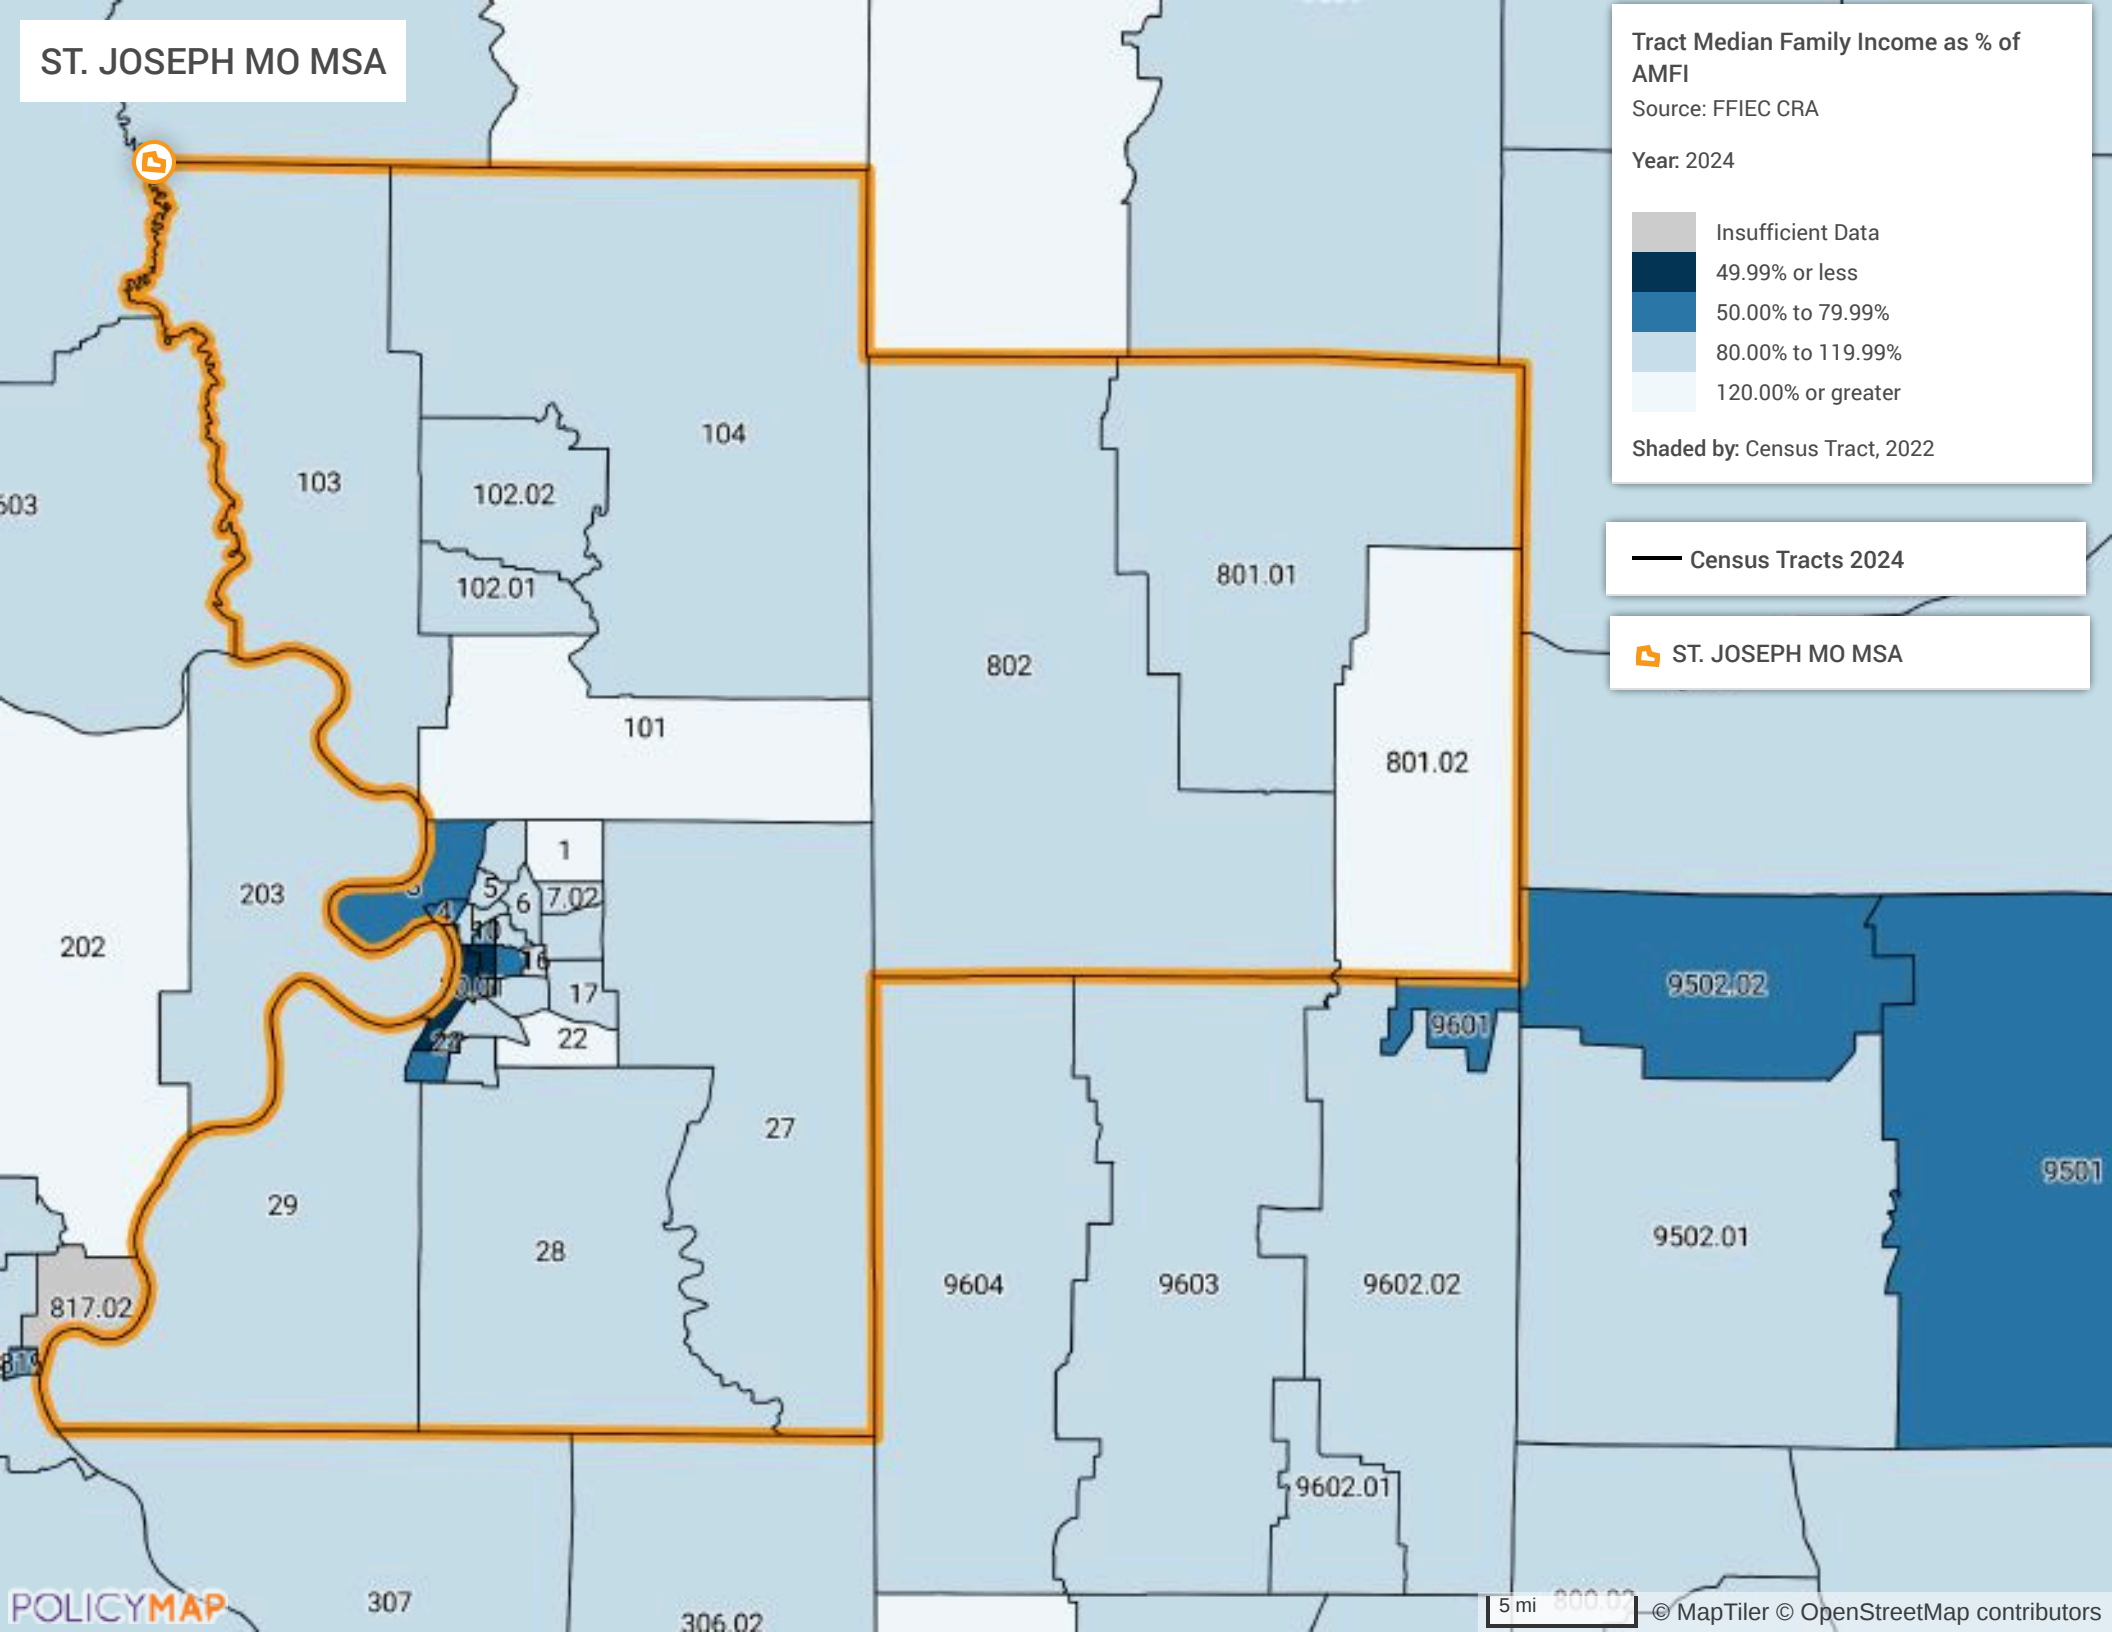 ST. JOSEPH MO MSA
Tract Median Family Income as % of
AMFI
Source: FFIEC CRA
Year: 2024
Insufficient Data
49.99% or less
50.00% to 79.99%
80.00% to 119.99%
120.00% or greater
Shaded by: Census Tract, 2022
Census Tracts 2024
ST. JOSEPH MO MSA
104
103
102.02
603
801.01
102.01
802
101
801.02
1
5
7.02
203
6
4
202
10
16
9502.02
17
9601
22
27
9501
29
9502.01
28
9604
9603
9602.02
817.02
819
9602.01
307
306.02
800.02
POLICYMAP
5 mi
© MapTiler © OpenStreetMap contributors